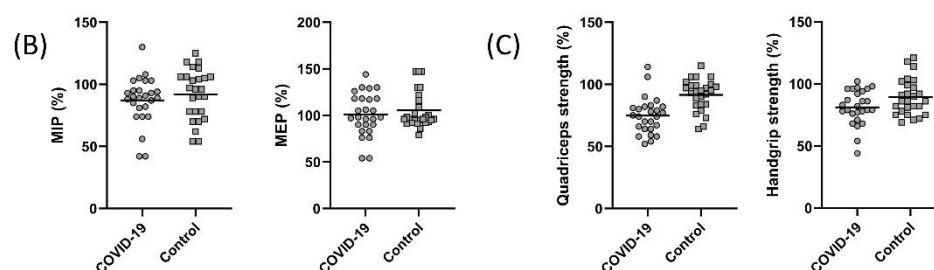 (B)
MIP (%)
150
100
50
0
COVID-19
Control
MEP (%)
200
150
100
50
0
COVID-19
Control
(C)
Quadriceps strength (%)
150
100
50
0
COVID-19
Control
Handgrip strength (%)
150
100
50
0
COVID-19
Control